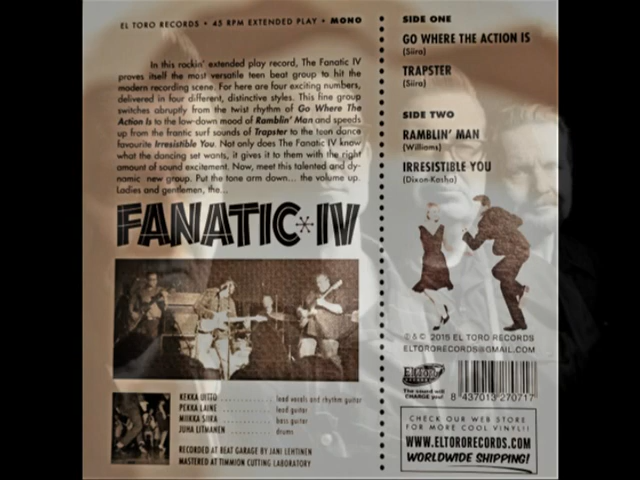 EL TORO RECORDS • 45 RPM EXTENDED PLAY • MONO
In this rockin' extended play record, The Fanatic IV
proves itself the most versatile teen beat group to hit the
modern recording scene. For here are four exciting numbers,
delivered in four different, distinctive styles. This fine group
switches abruptly from the twist rhythm of Go Where The
Action Is to the low-down mood of Ramblin' Man and speeds
up from the frantic surf sounds of Trapster to the teen dance
favourite Irresistible You. Not only does The Fanatic IV know
what the dancing set wants, it gives it to them with the right
amount of sound excitement. Now, meet this talented and dy-
namic new group. Put the tone arm down... the volume up.
Ladies and gentlemen, the...
FANATIC*IV
KEKKA UITTO .......... lead vocals and rhythm guitar
PEKKA LAINE .......... lead guitar
MIIKKA SIIRA .......... bass guitar
JUHA LITMANEN .......... drums
RECORDED AT BEAT GARAGE BY JANI LEHTINEN
MASTERED AT TIMMION CUTTING LABORATORY
SIDE ONE
GO WHERE THE ACTION IS
(Siira)
TRAPSTER
(Siira)
SIDE TWO
RAMBLIN' MAN
(Williams)
IRRESISTIBLE YOU
(Dixon-Kasha)
℗ & © 2015 EL TORO RECORDS
ELTORORECORDS@GMAIL.COM
El Toro
RECORDS
The sound will
CHARGE you!
8 437013 270717
CHECK OUR WEB STORE
FOR MORE COOL VINYL!!
WWW.ELTORORECORDS.COM
WORLDWIDE SHIPPING!